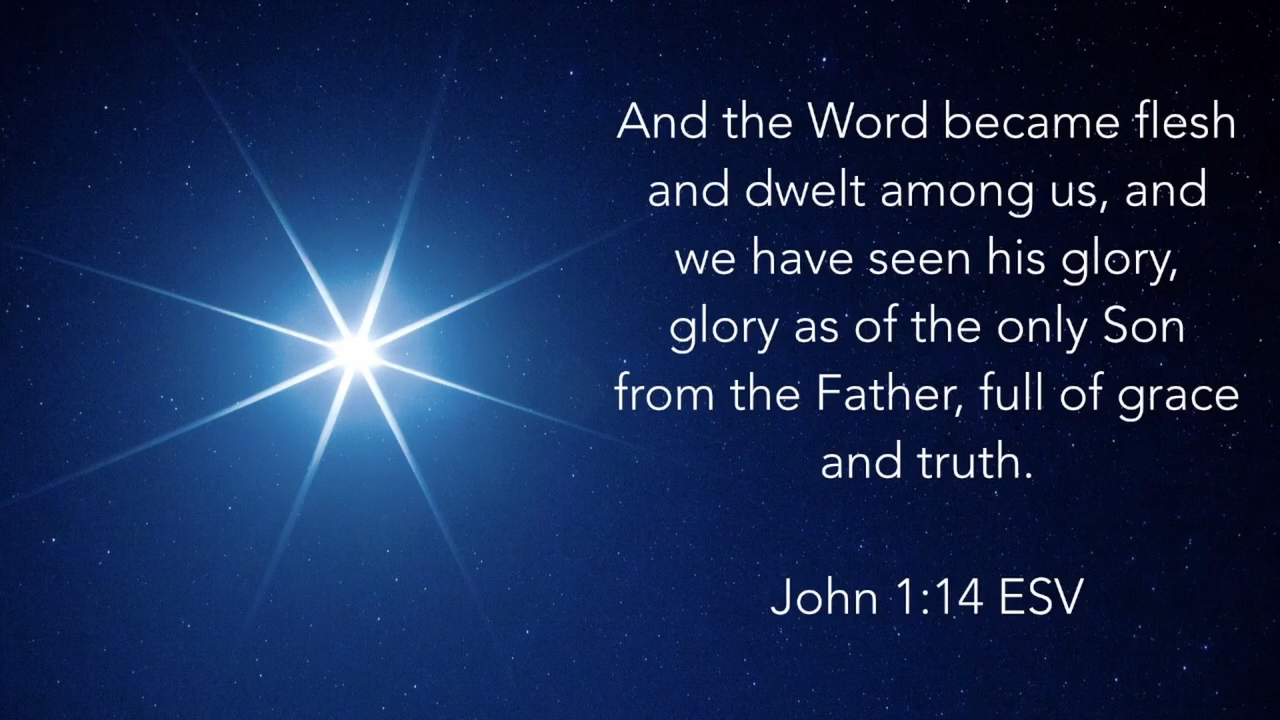 And the Word became flesh
and dwelt among us, and
we have seen his glory,
glory as of the only Son
from the Father, full of grace
and truth.
John 1:14 ESV